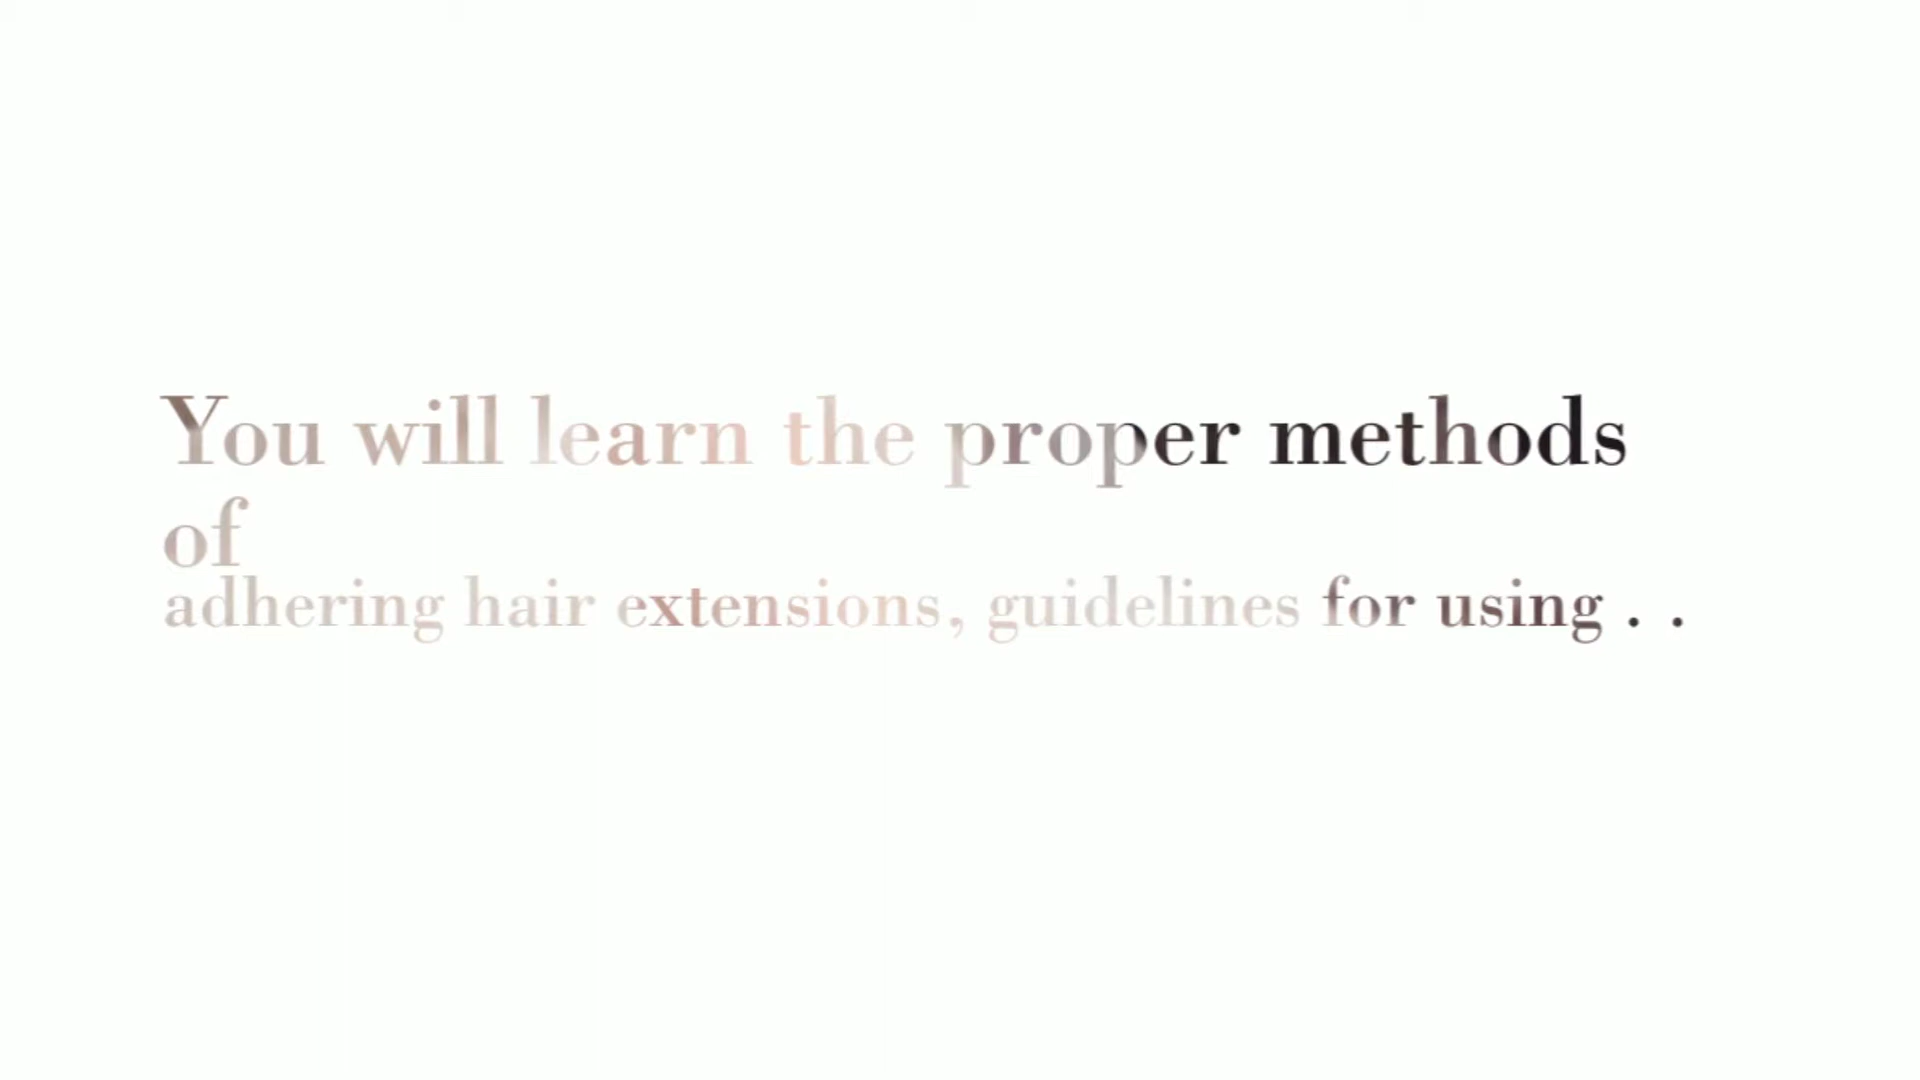 You will learn the proper methods
of
adhering hair extensions, guidelines for using . .